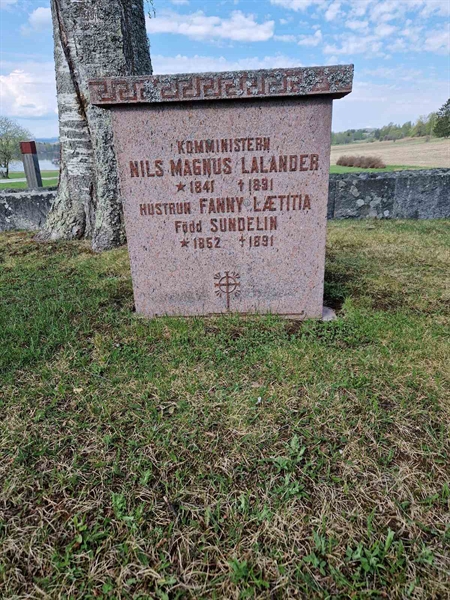 KOMMINISTERN
NILS MAGNUS LALANDER
* 1841 † 1891
HUSTRUN FANNY LÆTITIA
Född SUNDELIN
* 1852 † 1891